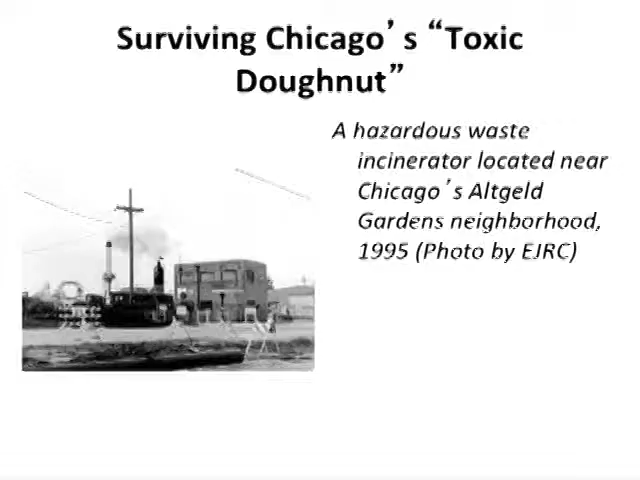 Surviving Chicago’s “Toxic
Doughnut”
A hazardous waste
incinerator located near
Chicago’s Altgeld
Gardens neighborhood,
1995 (Photo by EJRC)